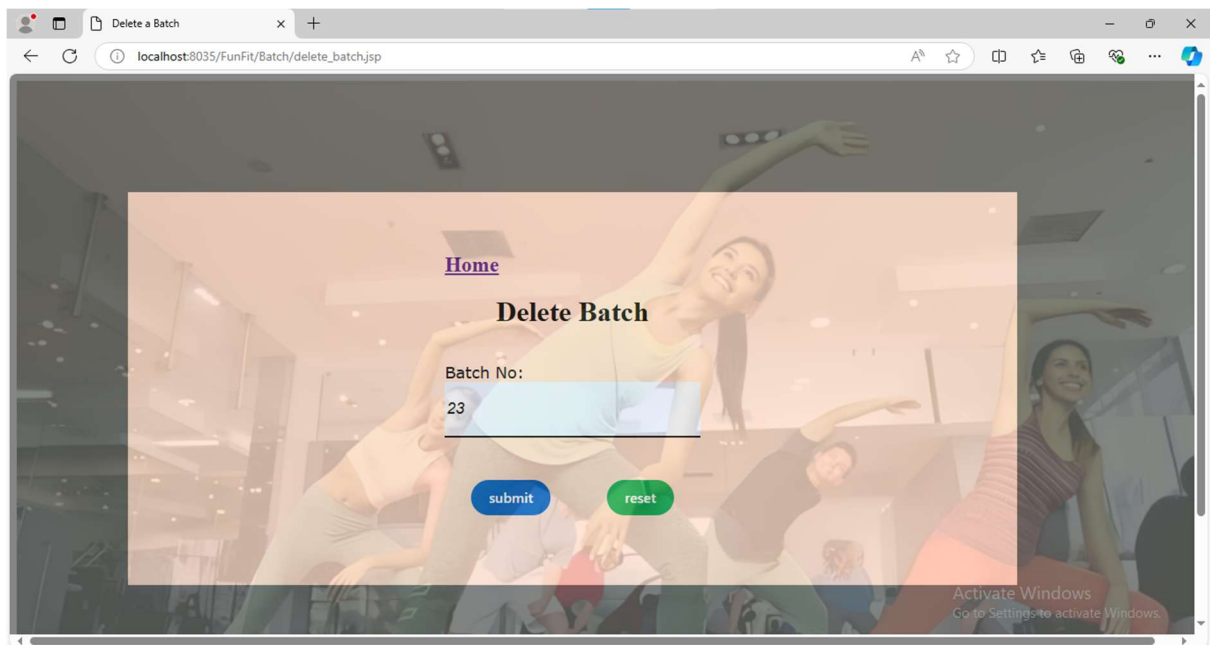 Delete a Batch
localhost:8035/FunFit/Batch/delete_batch.jsp
Home
Delete Batch
Batch No:
23
submit
reset
Activate Windows
Go to Settings to activate Windows.